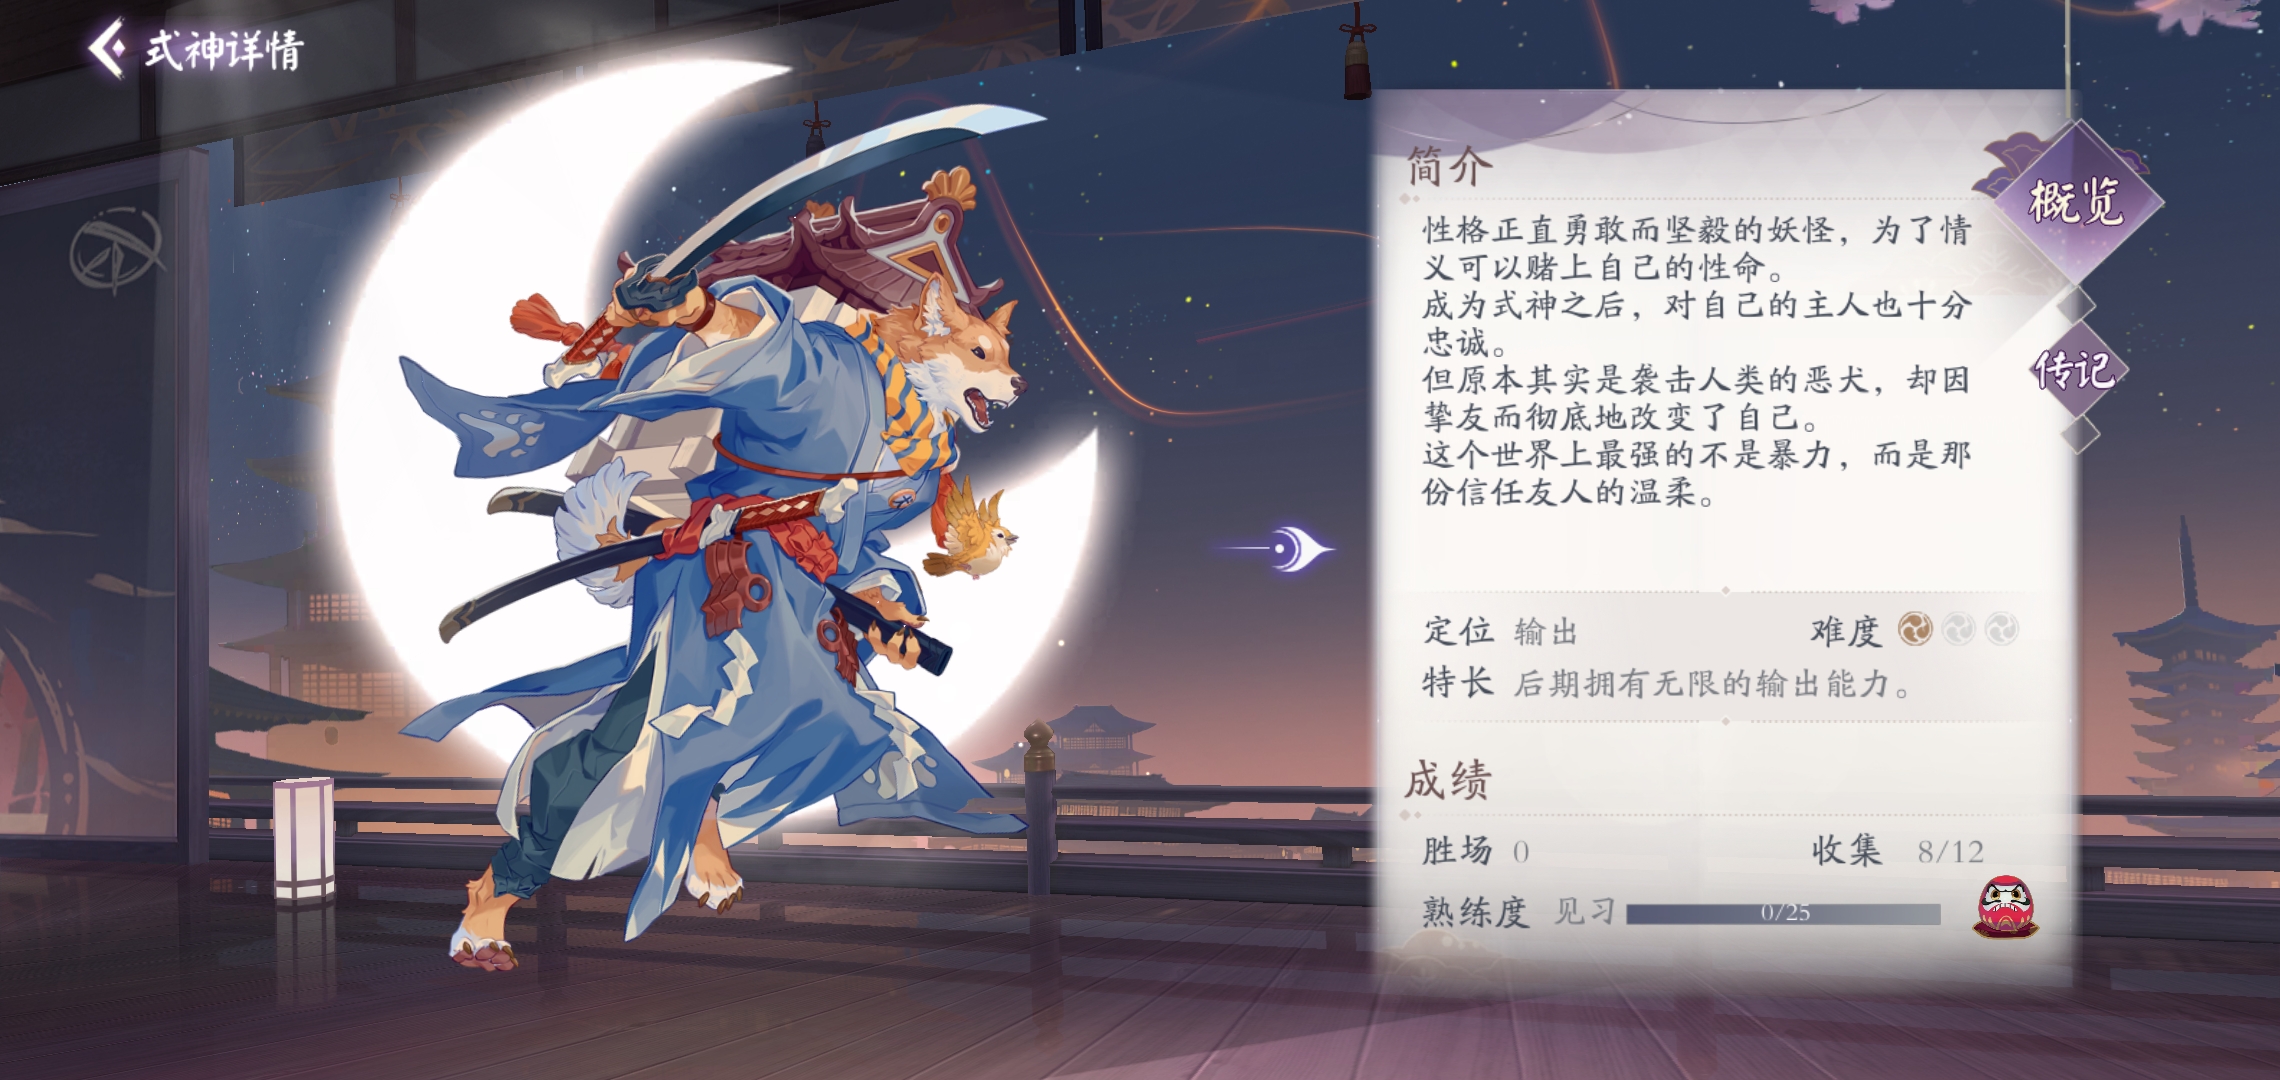 式神详情
简介
性格正直勇敢而坚毅的妖怪，为了情
义可以赌上自己的性命。
成为式神之后，对自己的主人也十分
忠诚。
但原本其实是袭击人类的恶犬，却因
挚友而彻底地改变了自己。
这个世界上最强的不是暴力，而是那
份信任友人的温柔。
定位 输出 难度
特长 后期拥有无限的输出能力。
成绩
胜场 0 收集 8/12
熟练度 见习 0/25
概览
传记